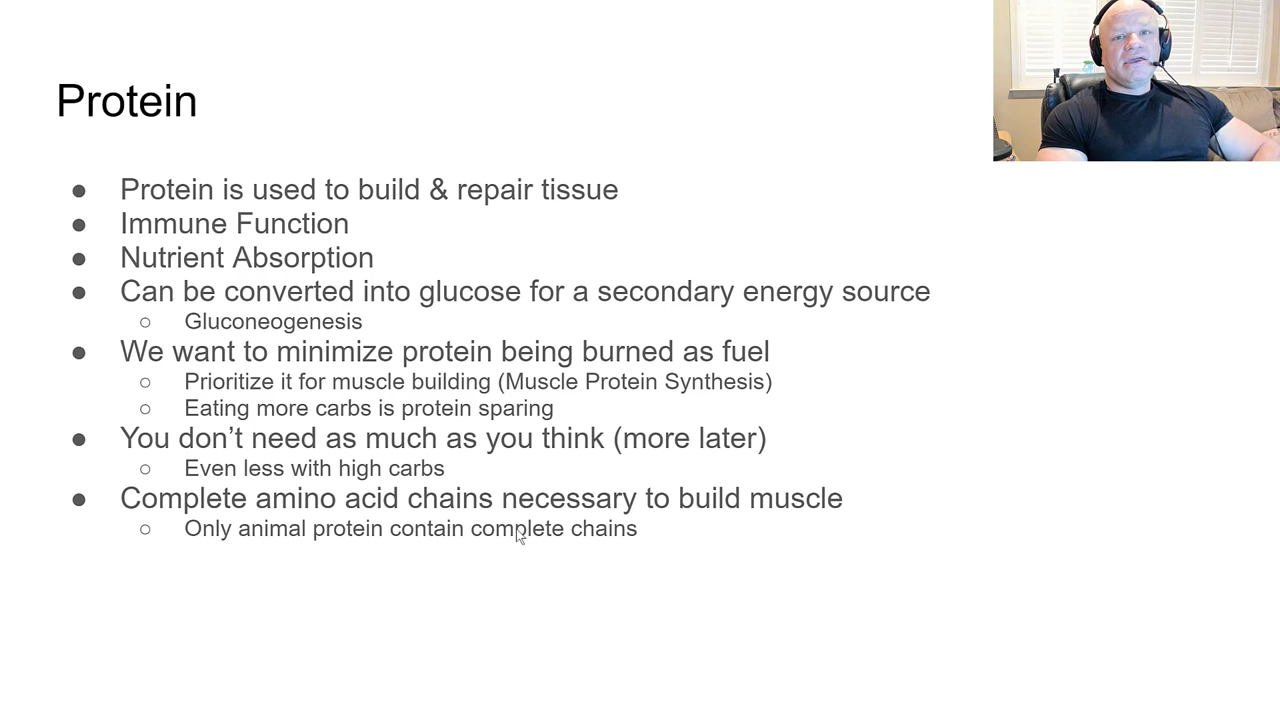 Protein
● Protein is used to build & repair tissue
● Immune Function
● Nutrient Absorption
● Can be converted into glucose for a secondary energy source
○ Gluconeogenesis
● We want to minimize protein being burned as fuel
○ Prioritize it for muscle building (Muscle Protein Synthesis)
○ Eating more carbs is protein sparing
● You don’t need as much as you think (more later)
○ Even less with high carbs
● Complete amino acid chains necessary to build muscle
○ Only animal protein contain complete chains